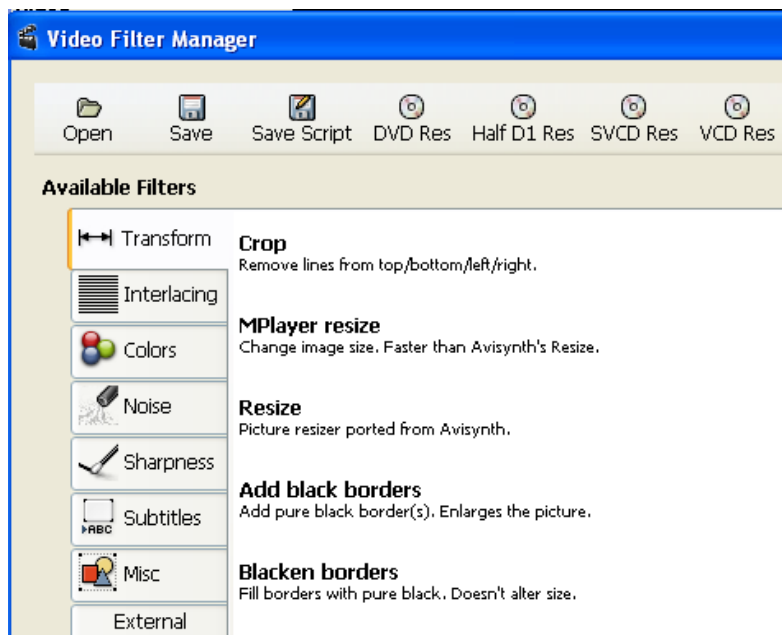 Video Filter Manager
Open Save Save Script DVD Res Half D1 Res SVCD Res VCD Res
Available Filters
Transform
Crop
Remove lines from top/bottom/left/right.
Interlacing
MPlayer resize
Change image size. Faster than Avisynth's Resize.
Colors
Noise
Resize
Picture resizer ported from Avisynth.
Sharpness
Add black borders
Add pure black border(s). Enlarges the picture.
ABC
Subtitles
Misc
Blacken borders
Fill borders with pure black. Doesn't alter size.
External